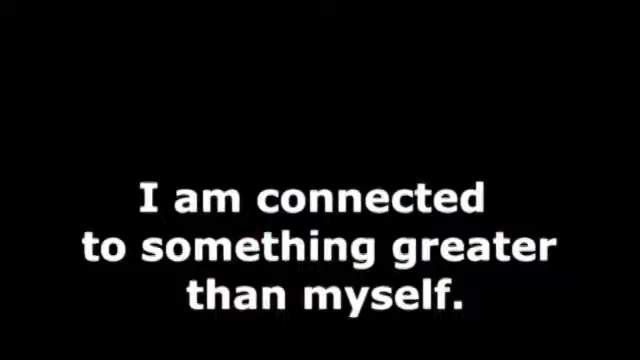 I am connected
to something greater
than myself.